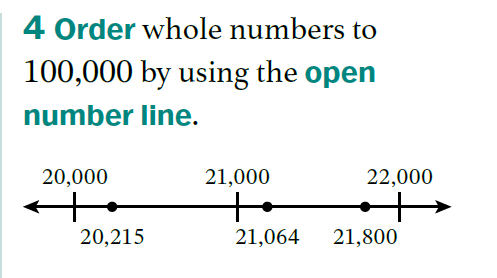 4 Order whole numbers to
100,000 by using the open
number line.
20,000 21,000 22,000
20,215 21,064 21,800